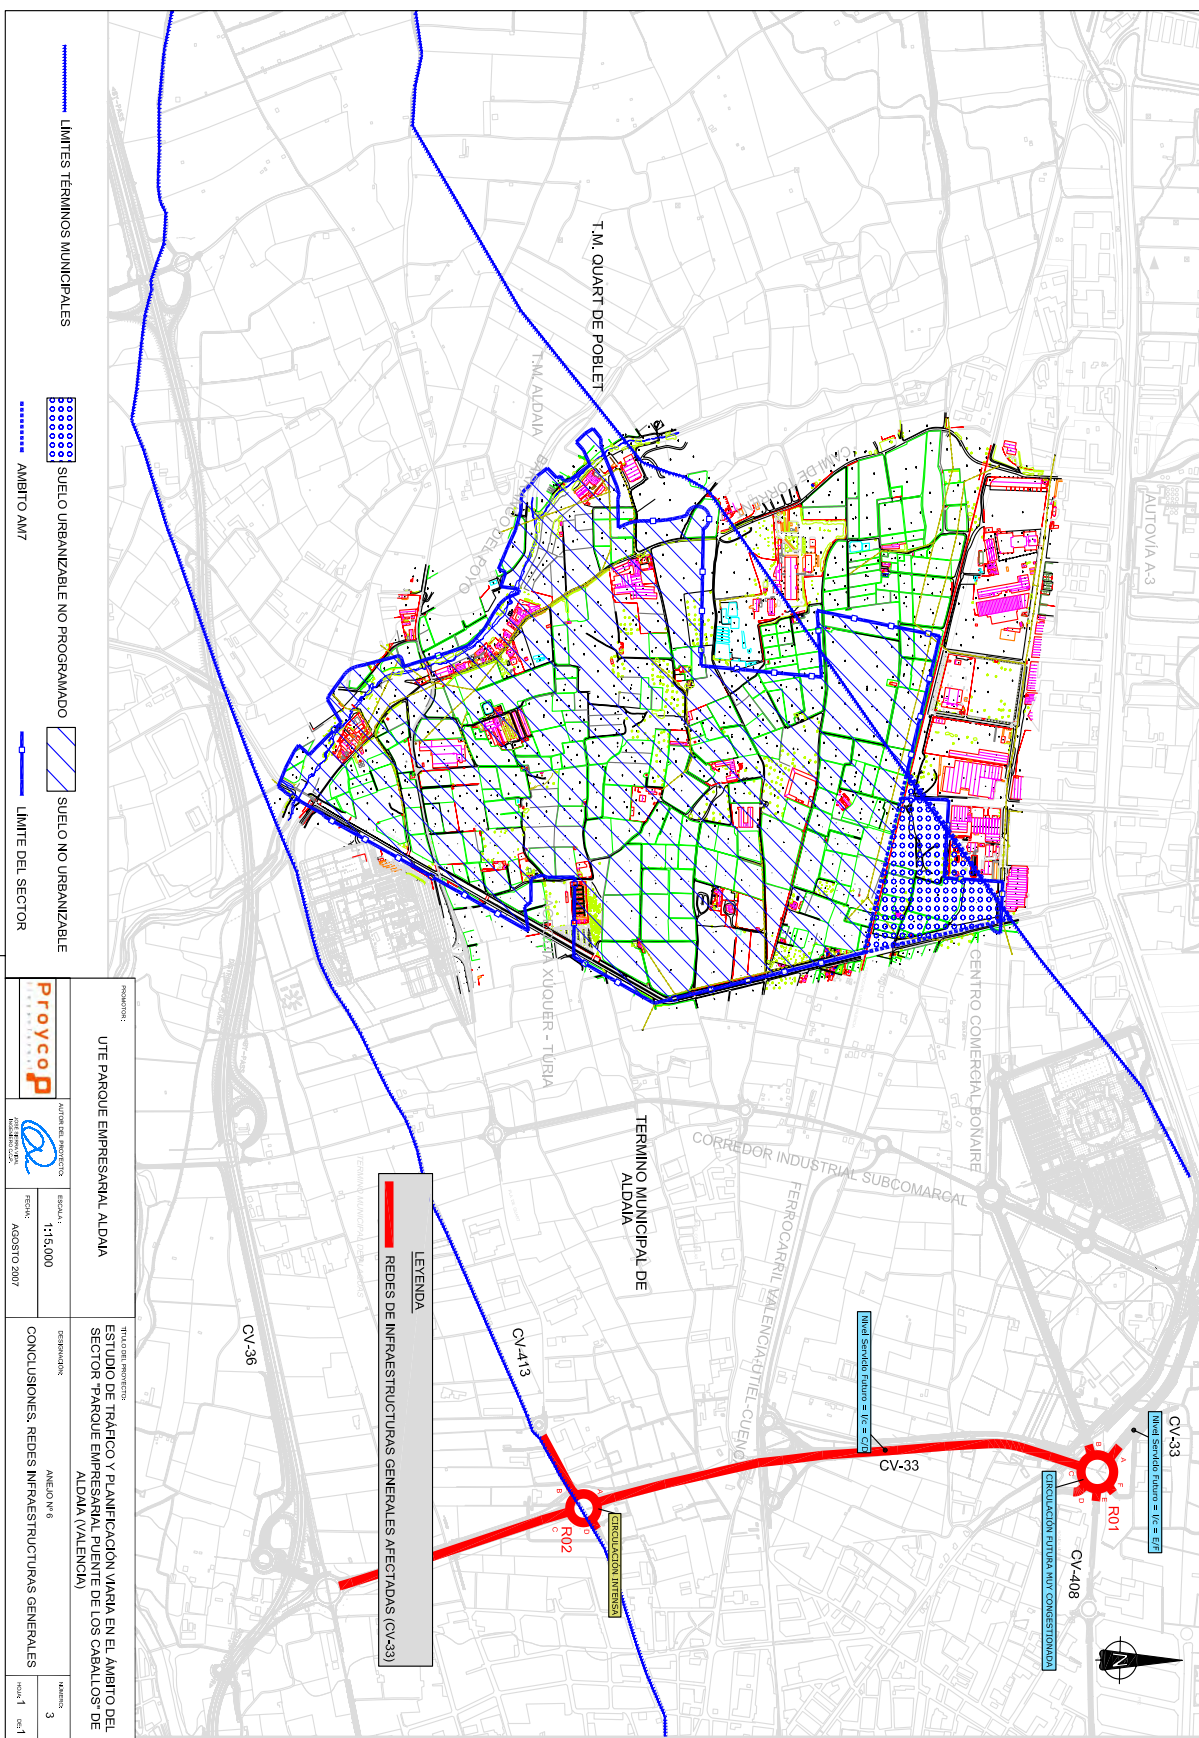 AUTOVÍA A-3
T.M. QUART DE POBLET
T.M. ALDAIA
CENTRO COMERCIAL BONAIRE
CORREDOR INDUSTRIAL SUBCOMARCAL
FERROCARRIL VALENCIA-UTIEL-CUENCA
XUQUER - TURIA
TERMINO MUNICIPAL DE
ALDAIA
CV-33
Nivel Servicio Futuro = I/c = E/F
R01
A
B
C
D
E
F
CIRCULACIÓN FUTURA MUY CONGESTIONADA
CV-408
N
Nivel Servicio Futuro = I/c = C/D
CV-33
CIRCULACIÓN INTENSA
R02
A
B
C
D
CV-413
CV-36
LEYENDA
REDES DE INFRAESTRUCTURAS GENERALES AFECTADAS (CV-33)
LÍMITES TÉRMINOS MUNICIPALES
SUELO URBANIZABLE NO PROGRAMADO
SUELO NO URBANIZABLE
AMBITO AM7
LÍMITE DEL SECTOR
PROMOTOR:
UTE PARQUE EMPRESARIAL ALDAIA
Proyco
AUTOR DEL PROYECTO:
ESCALA :
1:15.000
FECHA:
AGOSTO 2007
TITULO DEL PROYECTO:
ESTUDIO DE TRÁFICO Y PLANIFICACIÓN VIARIA EN EL ÁMBITO DEL
SECTOR "PARQUE EMPRESARIAL PUENTE DE LOS CABALLOS" DE
ALDAIA (VALENCIA)
DESIGNACIÓN:
ANEJO Nº 6
CONCLUSIONES. REDES INFRAESTRUCTURAS GENERALES
NUMERO:
3
HOJA: 1 DE: 1